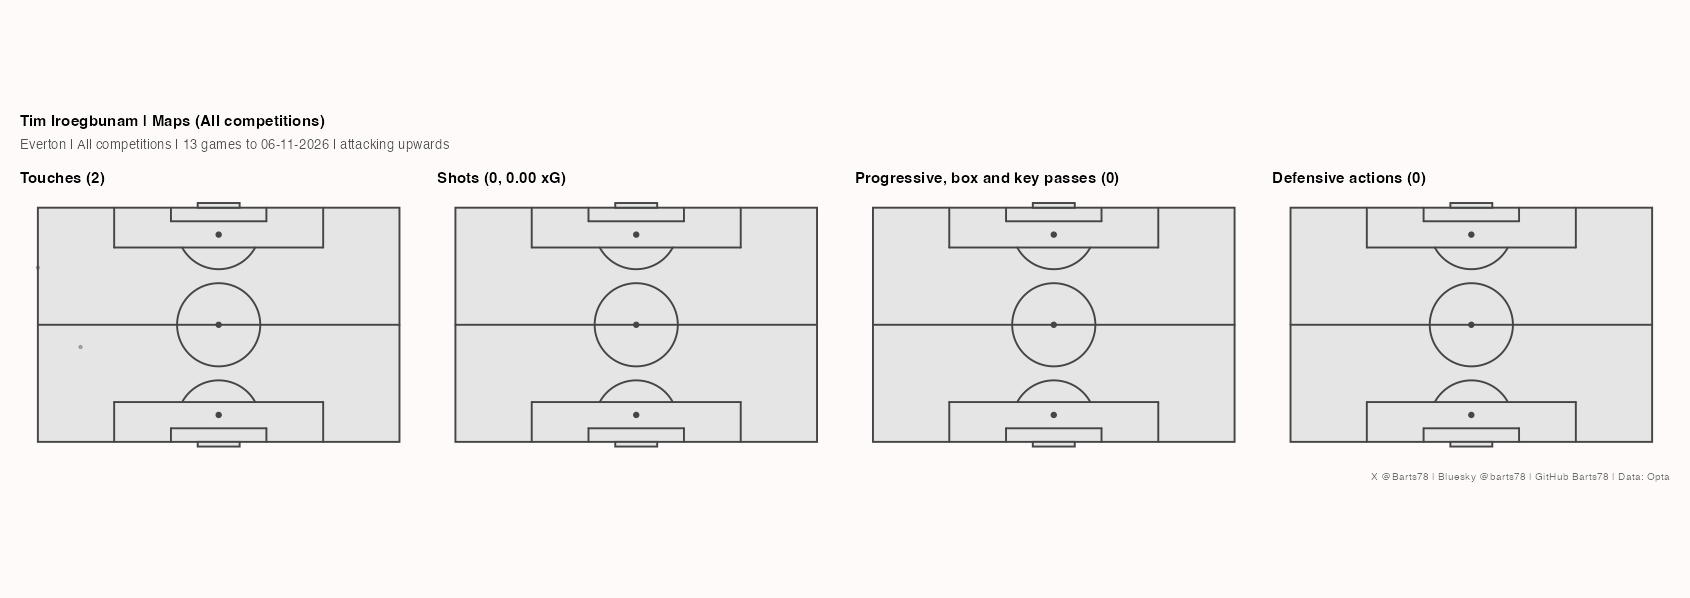 Tim Iroegbunam | Maps (All competitions)
Everton | All competitions | 13 games to 06-11-2026 | attacking upwards
Touches (2)
Shots (0, 0.00 xG)
Progressive, box and key passes (0)
Defensive actions (0)
X @Barts78 | Bluesky @barts78 | GitHub Barts78 | Data: Opta